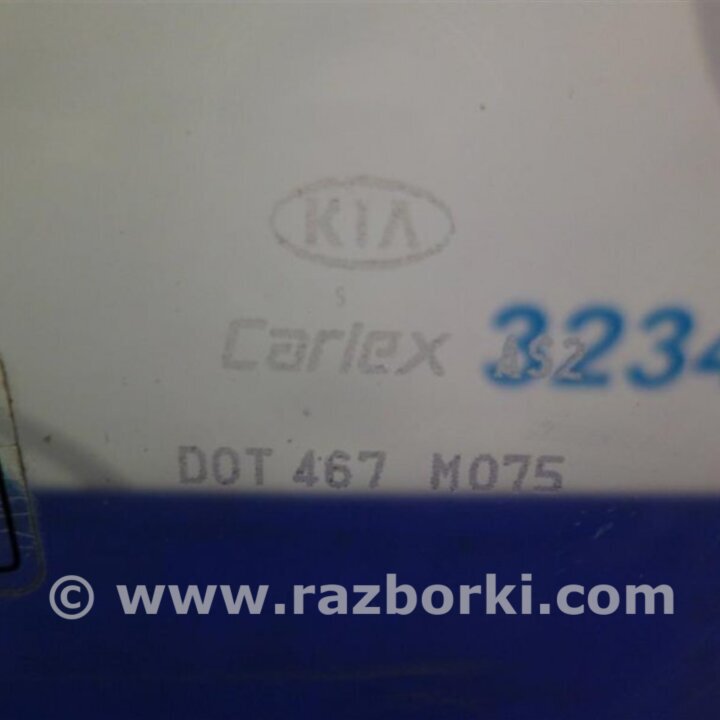 KIA
S
Carlex AS2
3234
DOT 467 M075
© www.razborki.com